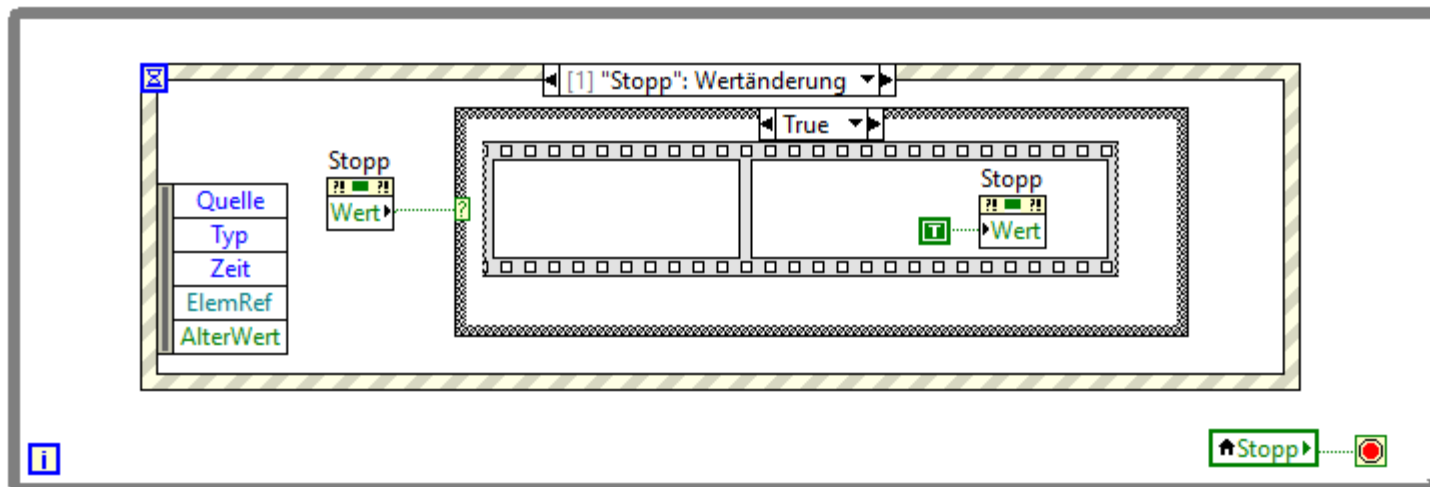 [1] "Stopp": Wertänderung
True
Stopp
?! ?!
Wert
?
Quelle
Typ
Zeit
ElemRef
AlterWert
Stopp
?! ?!
T
Wert
i
Stopp